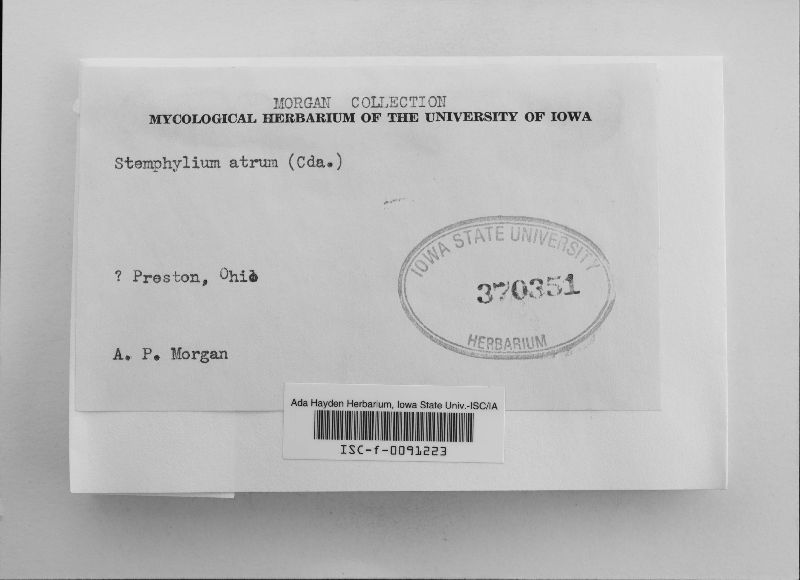 MORGAN COLLECTION
MYCOLOGICAL HERBARIUM OF THE UNIVERSITY OF IOWA
Stemphylium atrum (Cda.)
? Preston, Ohio
A. P. Morgan
IOWA STATE UNIVERSITY
370351
HERBARIUM
Ada Hayden Herbarium, Iowa State Univ.-ISC/IA
ISC-f-0091223